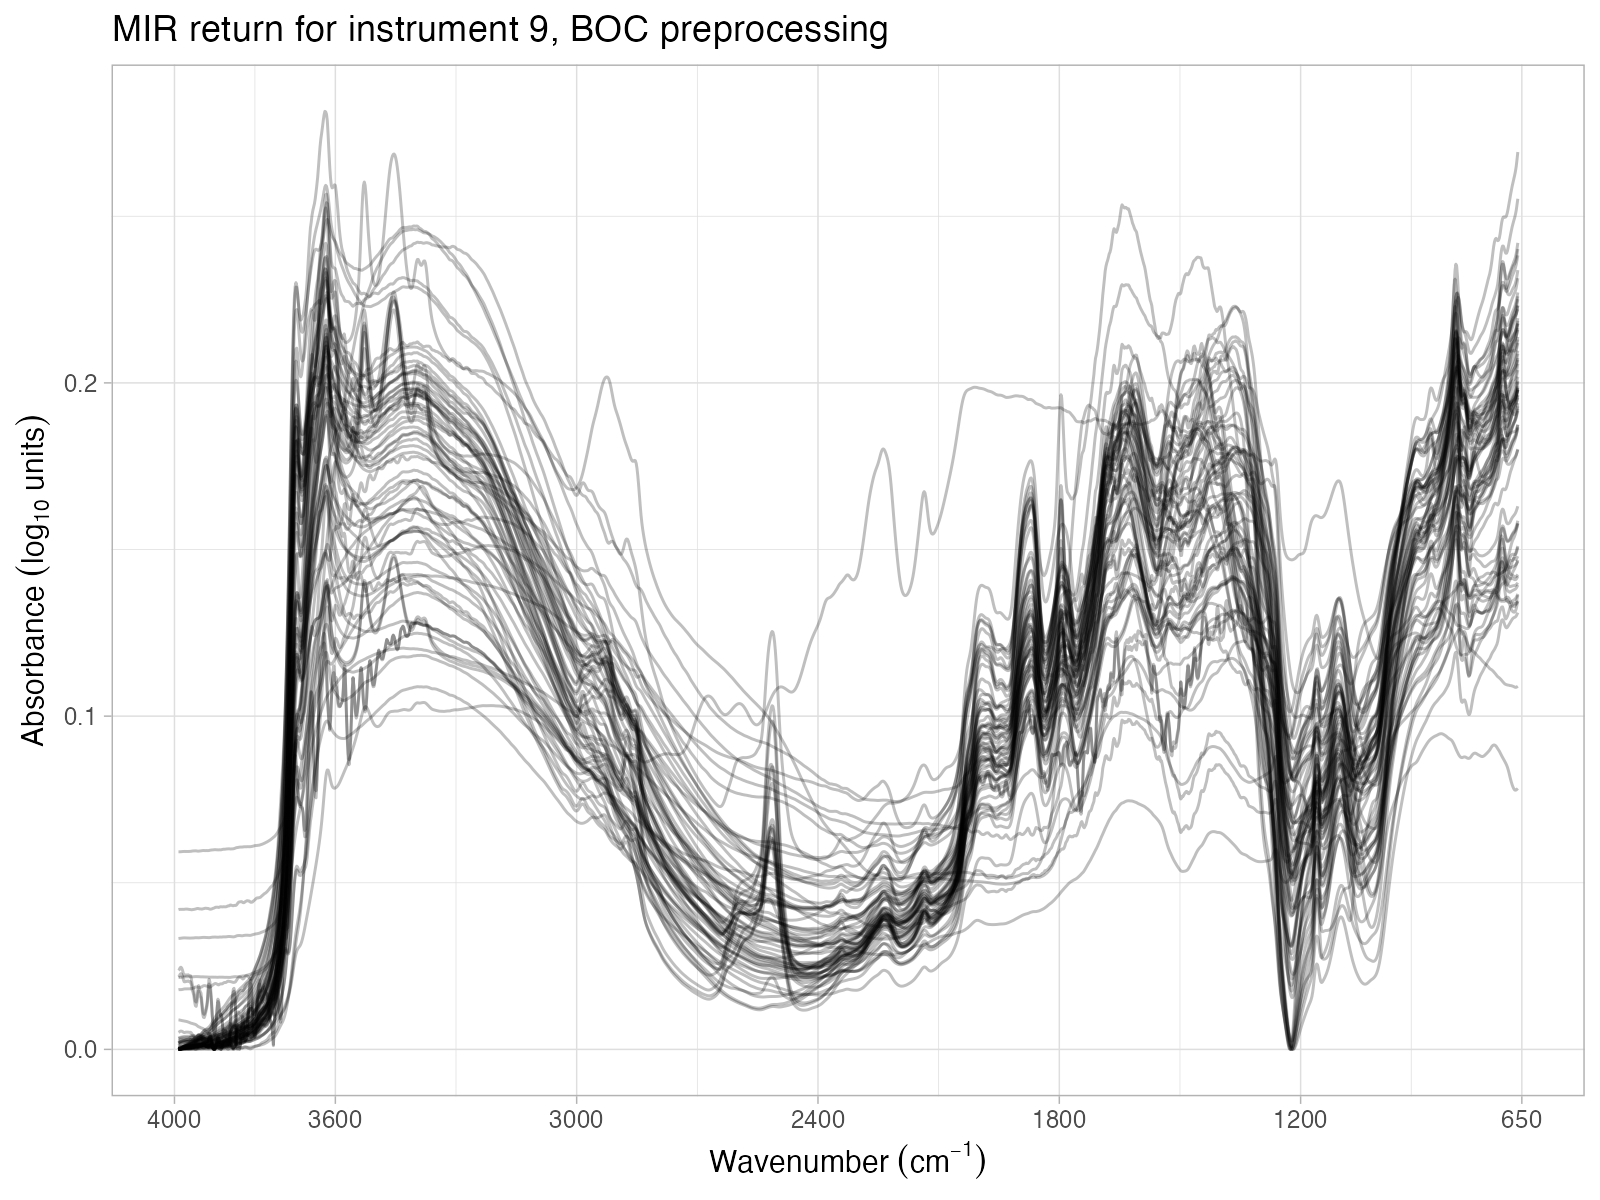 MIR return for instrument 9, BOC preprocessing
Absorbance (log₁₀ units)
0.2
0.1
0.0
4000 3600 3000 2400 1800 1200 650
Wavenumber (cm⁻¹)